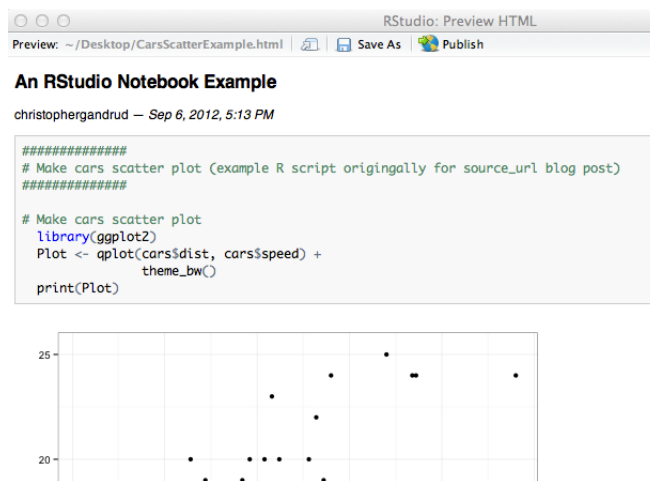 RStudio: Preview HTML
Preview: ~/Desktop/CarsScatterExample.html Save As Publish
An RStudio Notebook Example
christophergandrud — Sep 6, 2012, 5:13 PM
##############
# Make cars scatter plot (example R script origingally for source_url blog post)
##############
# Make cars scatter plot
library(ggplot2)
Plot <- qplot(cars$dist, cars$speed) +
theme_bw()
print(Plot)
25
20